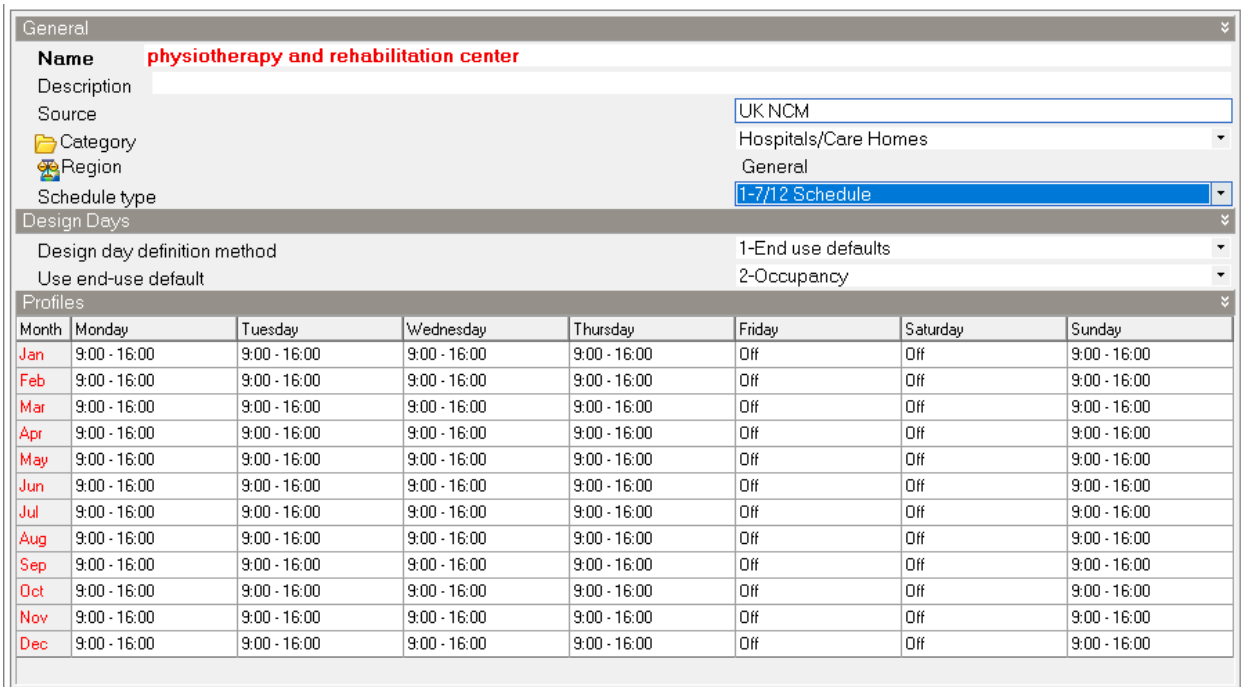 General
Name physiotherapy and rehabilitation center
Description
Source UK NCM
Category Hospitals/Care Homes
Region General
Schedule type 1-7/12 Schedule
Design Days
Design day definition method 1-End use defaults
Use end-use default 2-Occupancy
Profiles
Month Monday Tuesday Wednesday Thursday Friday Saturday Sunday
Jan 9:00 - 16:00 9:00 - 16:00 9:00 - 16:00 9:00 - 16:00 Off Off 9:00 - 16:00
Feb 9:00 - 16:00 9:00 - 16:00 9:00 - 16:00 9:00 - 16:00 Off Off 9:00 - 16:00
Mar 9:00 - 16:00 9:00 - 16:00 9:00 - 16:00 9:00 - 16:00 Off Off 9:00 - 16:00
Apr 9:00 - 16:00 9:00 - 16:00 9:00 - 16:00 9:00 - 16:00 Off Off 9:00 - 16:00
May 9:00 - 16:00 9:00 - 16:00 9:00 - 16:00 9:00 - 16:00 Off Off 9:00 - 16:00
Jun 9:00 - 16:00 9:00 - 16:00 9:00 - 16:00 9:00 - 16:00 Off Off 9:00 - 16:00
Jul 9:00 - 16:00 9:00 - 16:00 9:00 - 16:00 9:00 - 16:00 Off Off 9:00 - 16:00
Aug 9:00 - 16:00 9:00 - 16:00 9:00 - 16:00 9:00 - 16:00 Off Off 9:00 - 16:00
Sep 9:00 - 16:00 9:00 - 16:00 9:00 - 16:00 9:00 - 16:00 Off Off 9:00 - 16:00
Oct 9:00 - 16:00 9:00 - 16:00 9:00 - 16:00 9:00 - 16:00 Off Off 9:00 - 16:00
Nov 9:00 - 16:00 9:00 - 16:00 9:00 - 16:00 9:00 - 16:00 Off Off 9:00 - 16:00
Dec 9:00 - 16:00 9:00 - 16:00 9:00 - 16:00 9:00 - 16:00 Off Off 9:00 - 16:00